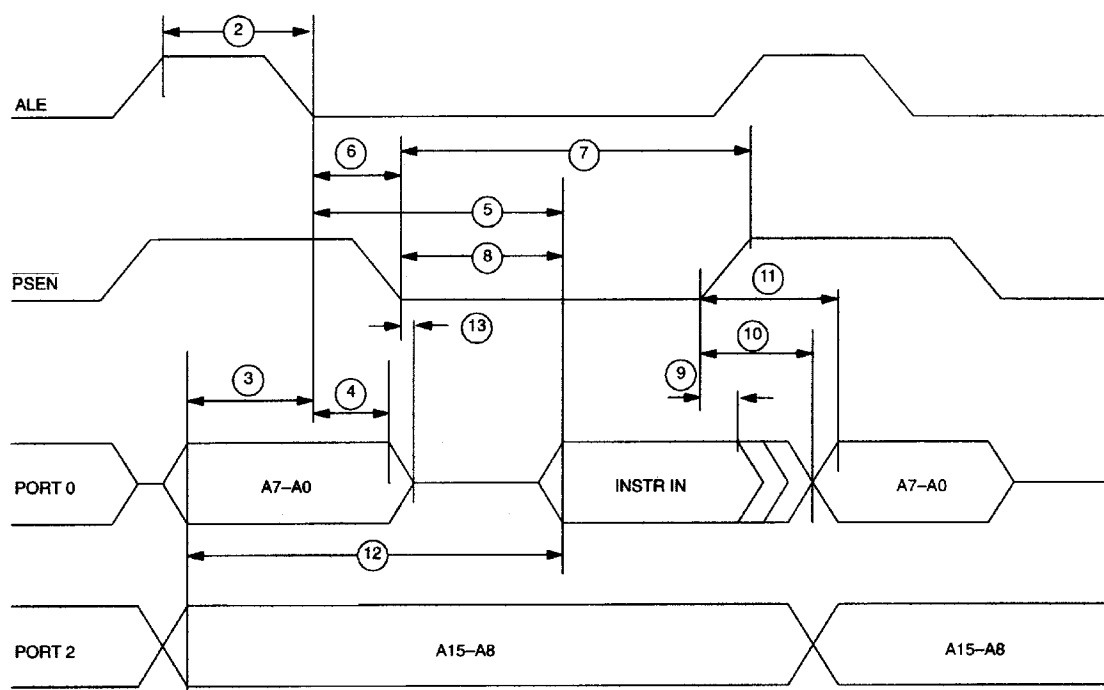 2
ALE
6
7
5
PSEN
8
11
13
10
9
3
4
PORT 0
A7–A0
INSTR IN
A7–A0
12
PORT 2
A15–A8
A15–A8